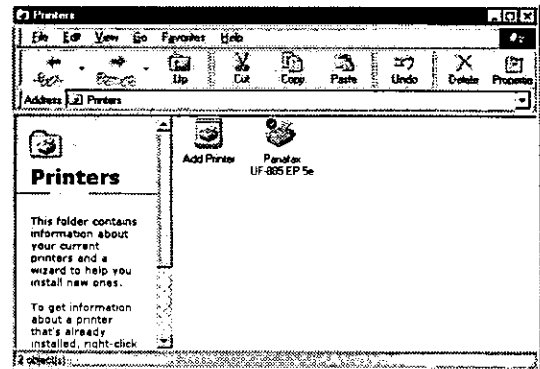 Printers
File Edit View Go Favorites Help
Up Cut Copy Paste Undo Delete Properties
Address Printers
Printers
This folder contains
information about
your current
printers and a
wizard to help you
install new ones.
To get information
about a printer
that's already
installed, right-click
Add Printer
Panafax
UF-885 EP 5e
2 object(s)